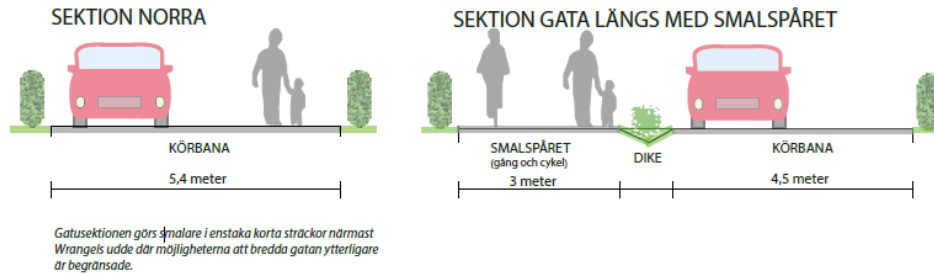 SEKTION NORRA
KÖRBANA
5,4 meter
Gatusektionen görs smalare i enstaka korta sträckor närmast
Wrangels udde där möjligheterna att bredda gatan ytterligare
är begränsade.
SEKTION GATA LÄNGS MED SMALSPÅRET
SMALSPÅRET
(gång och cykel)
3 meter
DIKE
KÖRBANA
4,5 meter